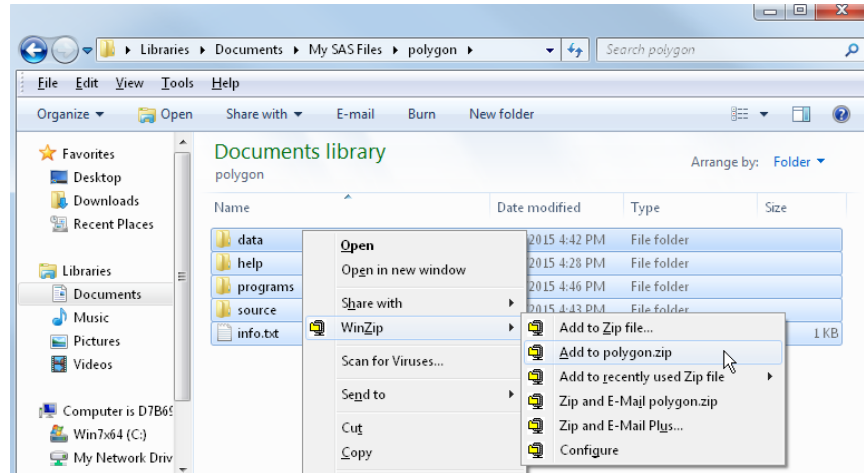 Libraries ▸ Documents ▸ My SAS Files ▸ polygon ▸ Search polygon
File Edit View Tools Help
Organize Open Share with E-mail Burn New folder
Favorites
Desktop
Downloads
Recent Places
Libraries
Documents
Music
Pictures
Videos
Computer is D7B69
Win7x64 (C:)
My Network Driv
Documents library
polygon
Arrange by: Folder
Name Date modified Type Size
data 2015 4:42 PM File folder
help 2015 4:28 PM File folder
programs 2015 4:46 PM File folder
source 2015 4:43 PM File folder
info.txt 1 KB
Open
Open in new window
Share with
WinZip
Scan for Viruses...
Send to
Cut
Copy
Add to Zip file...
Add to polygon.zip
Add to recently used Zip file
Zip and E-Mail polygon.zip
Zip and E-Mail Plus...
Configure